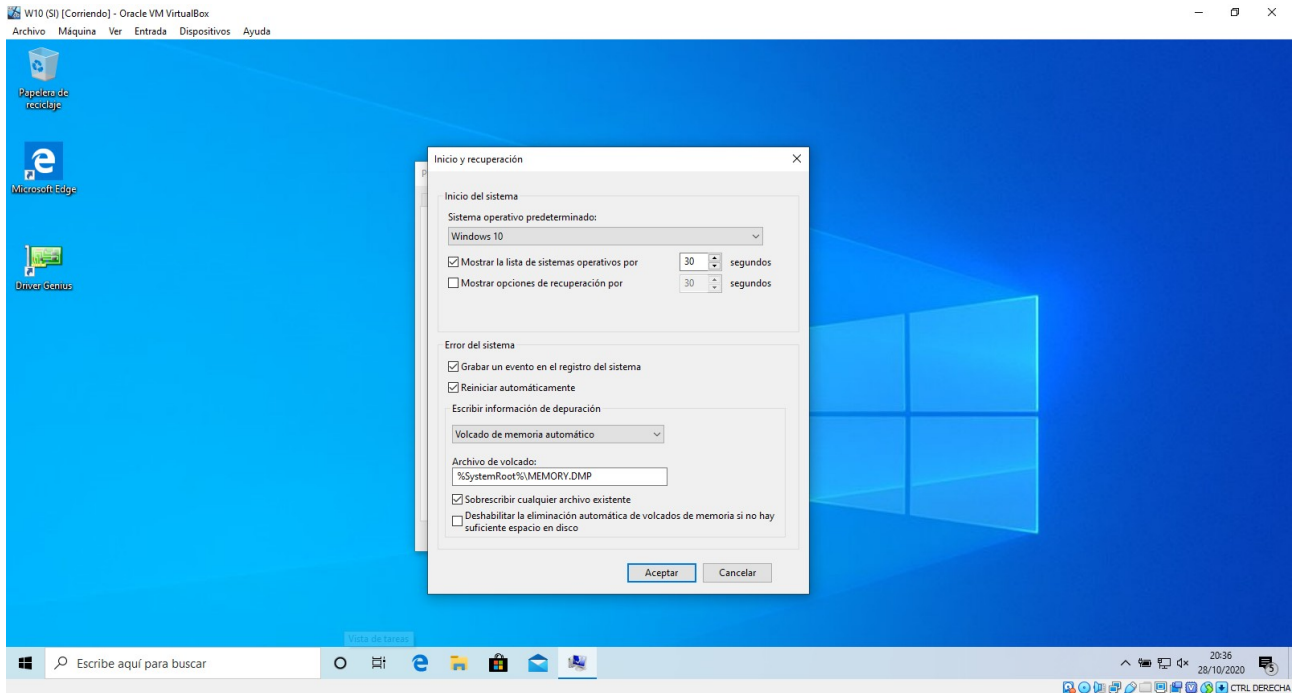 W10 (SI) [Corriendo] - Oracle VM VirtualBox
Archivo Máquina Ver Entrada Dispositivos Ayuda
Papelera de
reciclaje
Microsoft Edge
Driver Genius
P
Inicio y recuperación
Inicio del sistema
Sistema operativo predeterminado:
Windows 10
Mostrar la lista de sistemas operativos por 30 segundos
Mostrar opciones de recuperación por 30 segundos
Error del sistema
Grabar un evento en el registro del sistema
Reiniciar automáticamente
Escribir información de depuración
Volcado de memoria automático
Archivo de volcado:
%SystemRoot%\MEMORY.DMP
Sobrescribir cualquier archivo existente
Deshabilitar la eliminación automática de volcados de memoria si no hay
suficiente espacio en disco
Aceptar Cancelar
Vista de tareas
Escribe aquí para buscar
20:36
28/10/2020
5
CTRL DERECHA